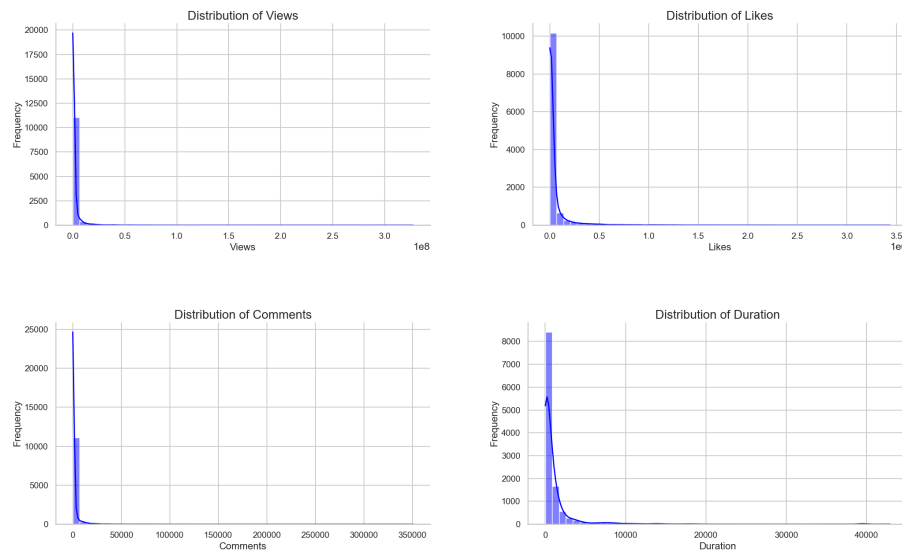 Distribution of Views
20000
17500
15000
12500
10000
7500
5000
2500
0
Frequency
0.0 0.5 1.0 1.5 2.0 2.5 3.0
1e8
Views
Distribution of Likes
10000
8000
6000
4000
2000
0
Frequency
0.0 0.5 1.0 1.5 2.0 2.5 3.0 3.5
Likes
Distribution of Comments
25000
20000
15000
10000
5000
0
Frequency
0 50000 100000 150000 200000 250000 300000 350000
Comments
Distribution of Duration
8000
7000
6000
5000
4000
3000
2000
1000
0
Frequency
0 10000 20000 30000 40000
Duration